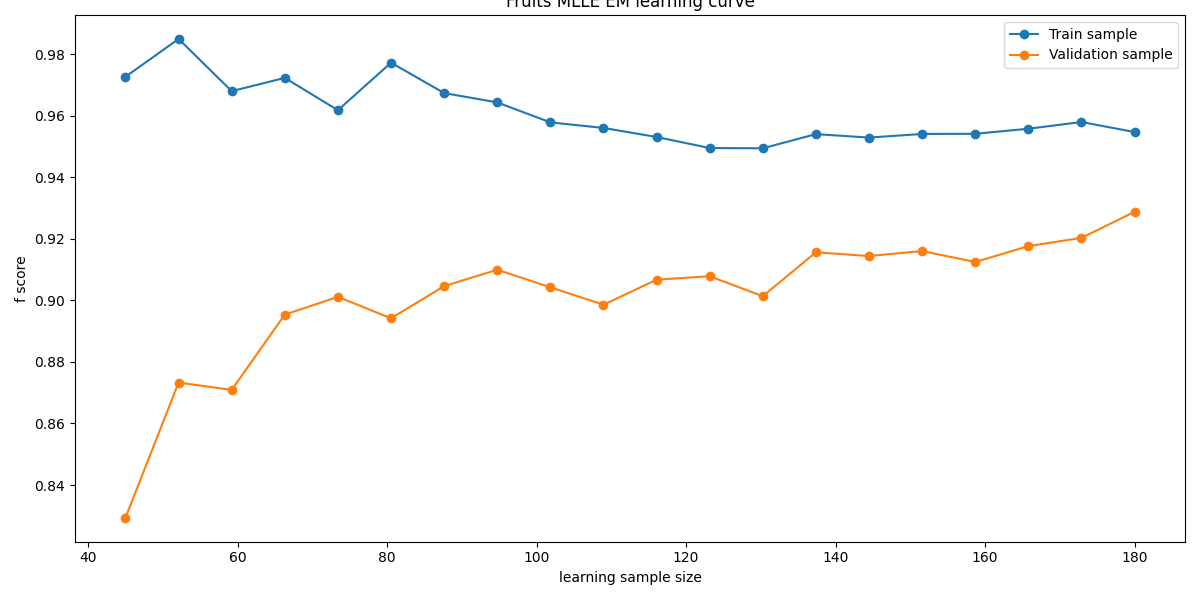 Fruits MLLE EM learning curve
Train sample
Validation sample
f score
0.98
0.96
0.94
0.92
0.90
0.88
0.86
0.84
40 60 80 100 120 140 160 180
learning sample size